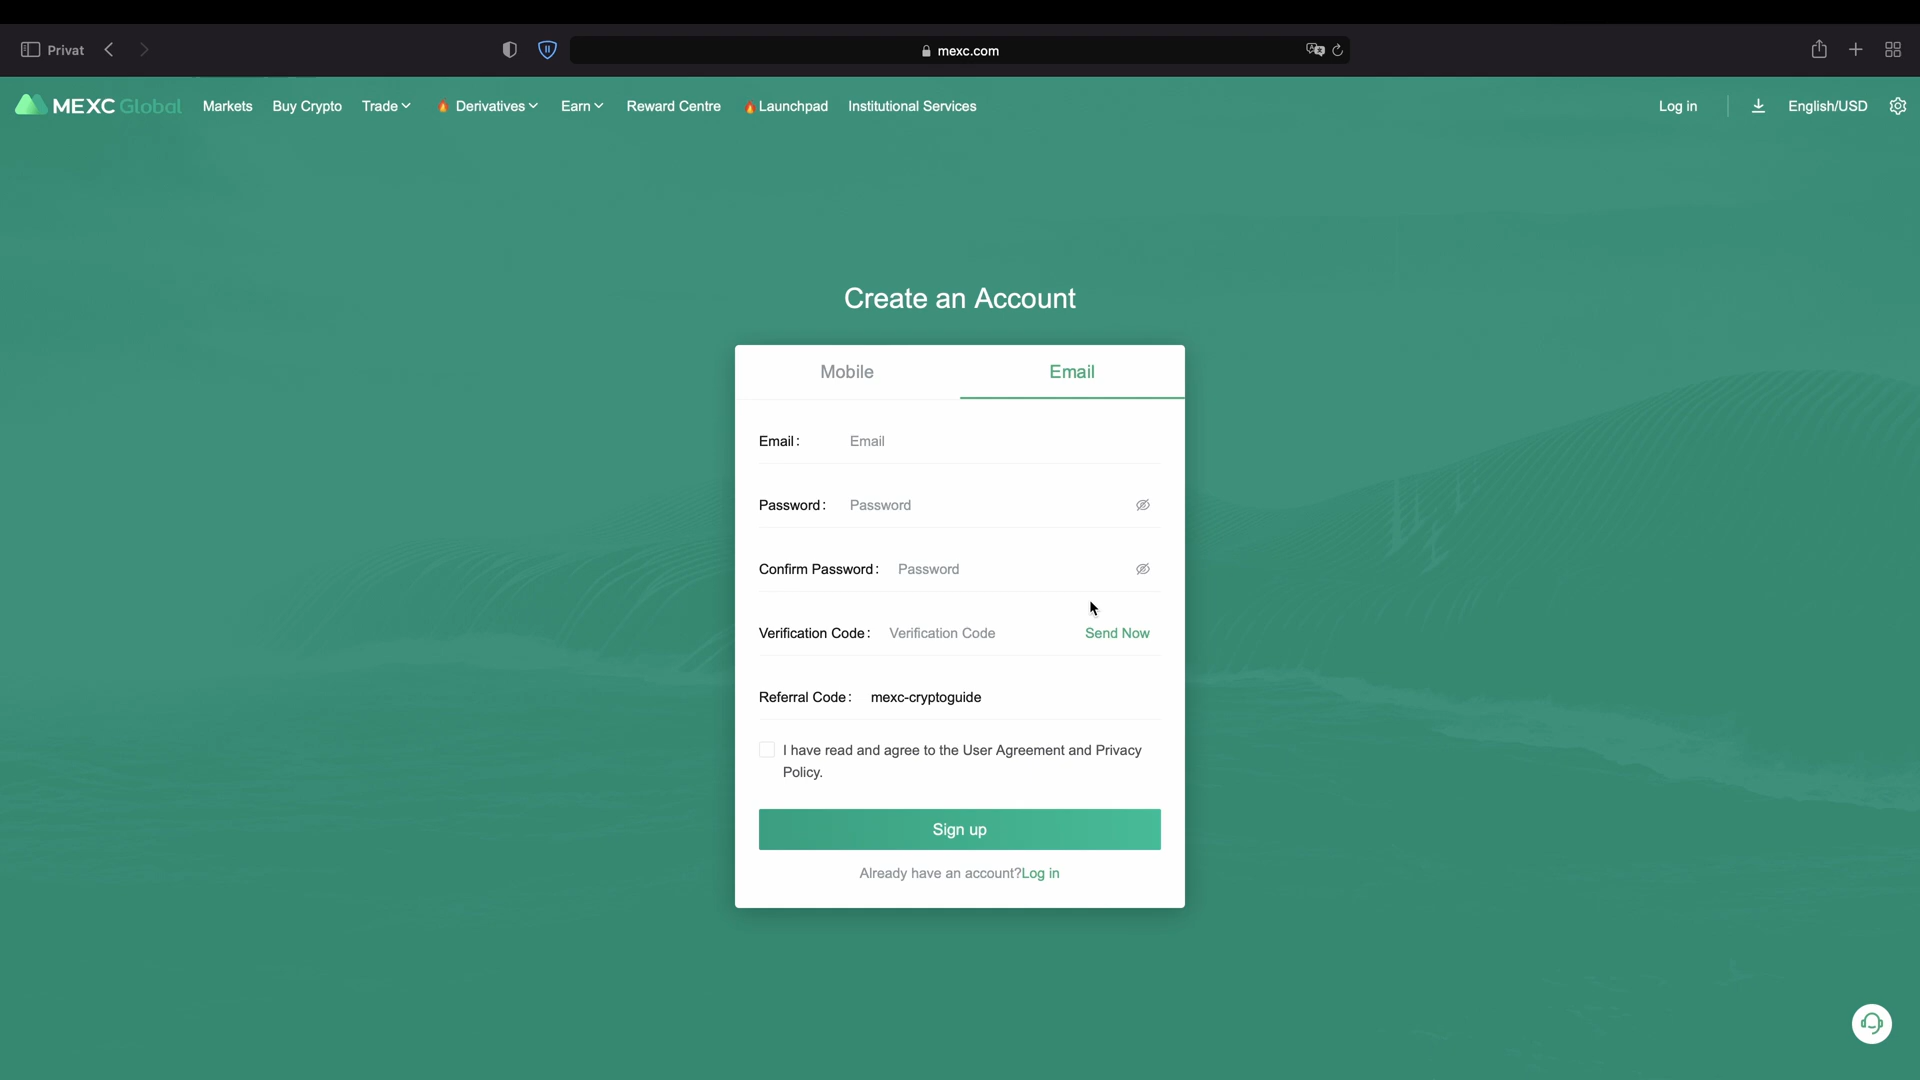 Privat
mexc.com
MEXC Global Markets Buy Crypto Trade Derivatives Earn Reward Centre Launchpad Institutional Services Log in English/USD
Create an Account
Mobile Email
Email: Email
Password: Password
Confirm Password: Password
Verification Code: Verification Code Send Now
Referral Code: mexc-cryptoguide
I have read and agree to the User Agreement and Privacy
Policy.
Sign up
Already have an account?Log in